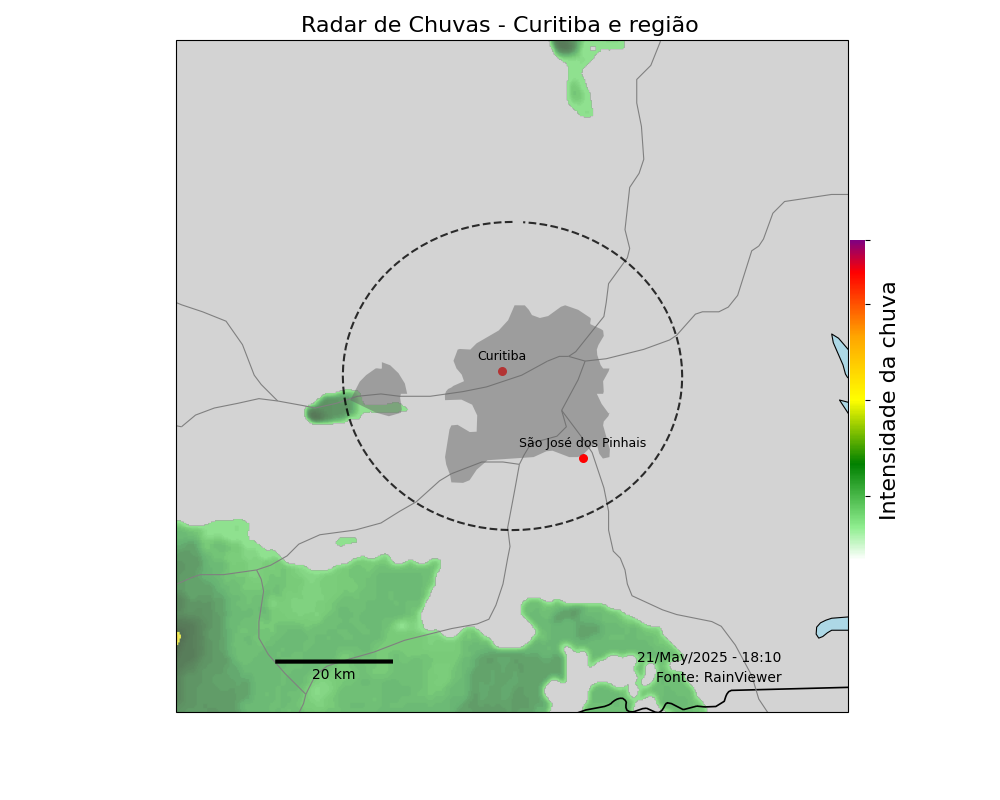 Radar de Chuvas - Curitiba e região
Curitiba
São José dos Pinhais
Intensidade da chuva
21/May/2025 - 18:10
Fonte: RainViewer
20 km